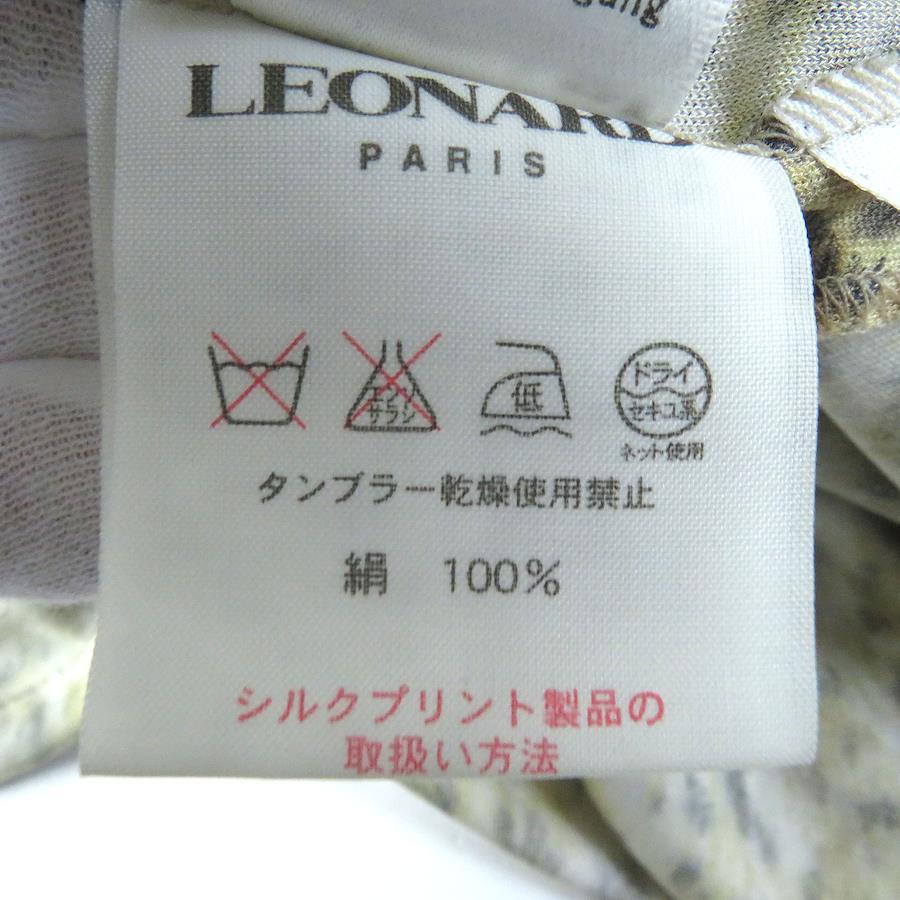 LEONARD
PARIS
エンソ
サラシ
低
ドライ
セキユ系
ネット使用
タンブラー乾燥使用禁止
絹 100%
シルクプリント製品の
取扱い方法